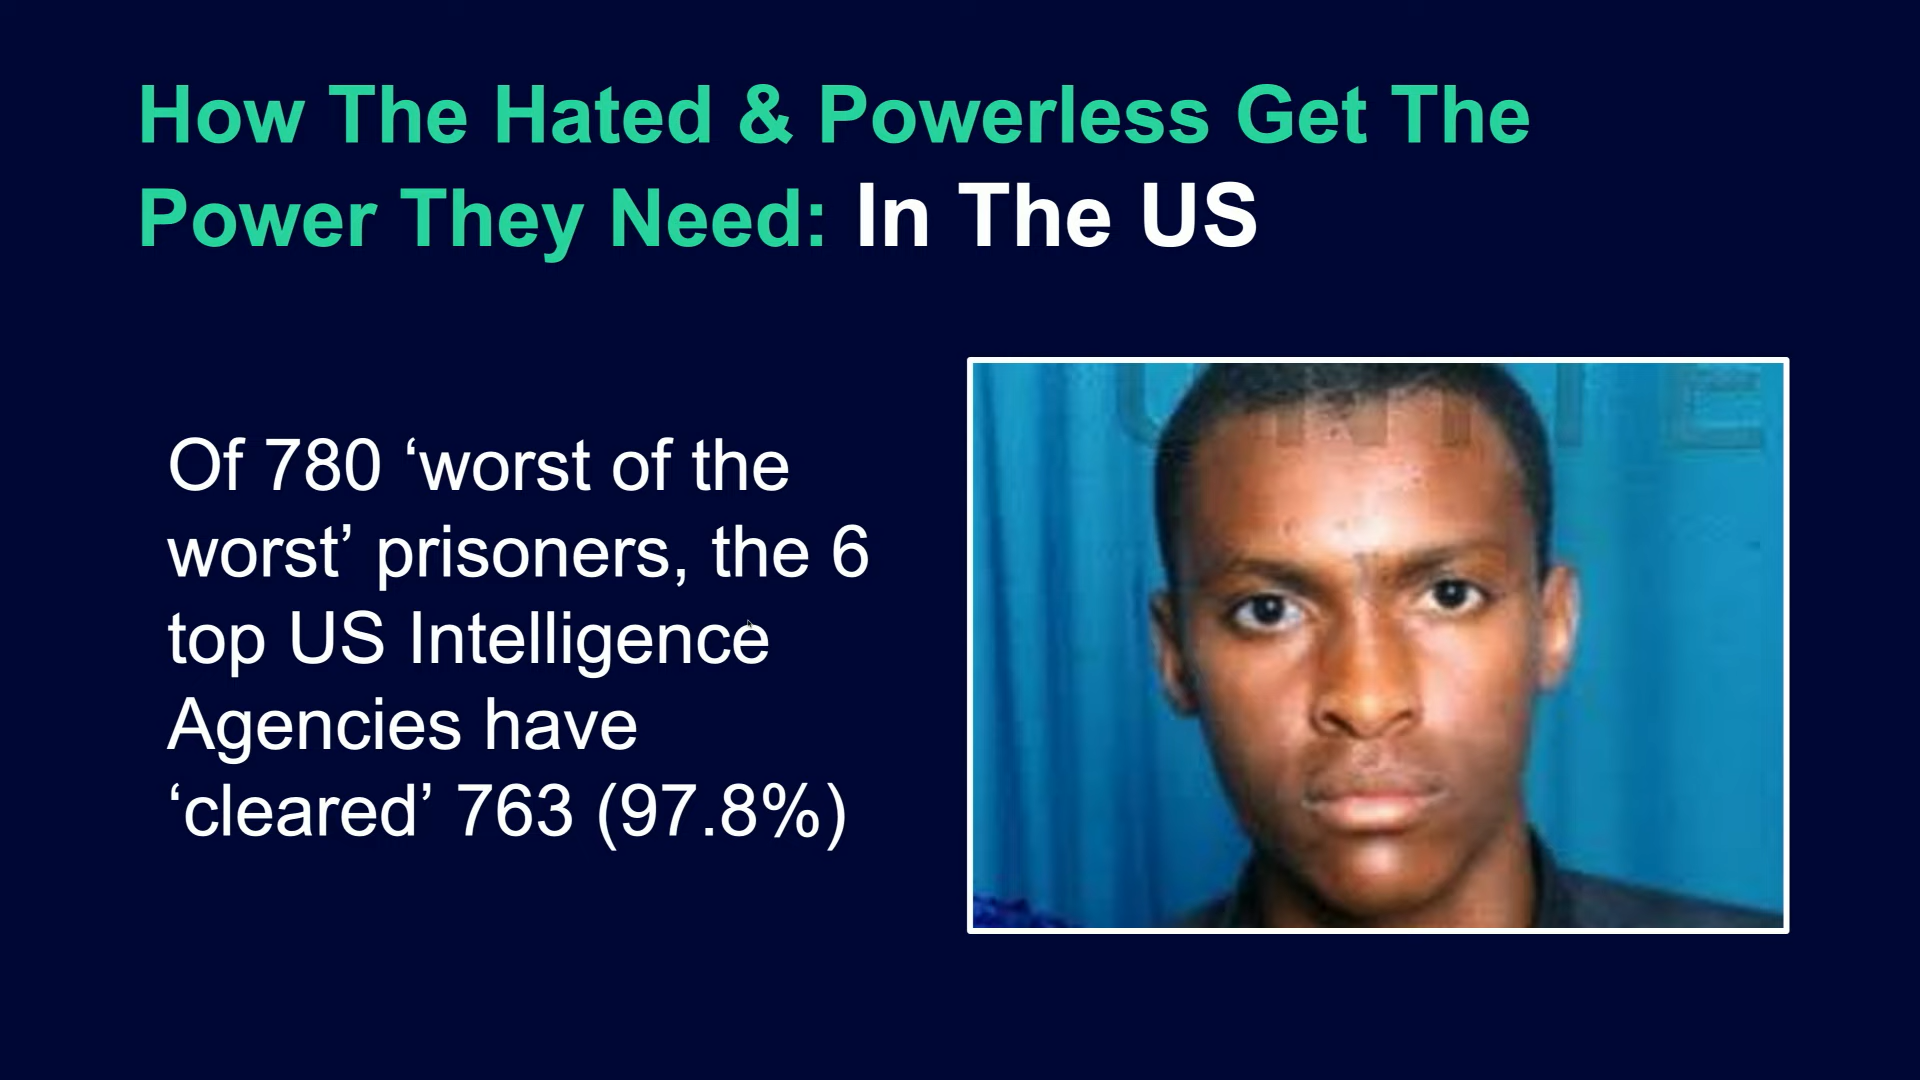 How The Hated & Powerless Get The
Power They Need: In The US
Of 780 ‘worst of the
worst’ prisoners, the 6
top US Intelligence
Agencies have
‘cleared’ 763 (97.8%)